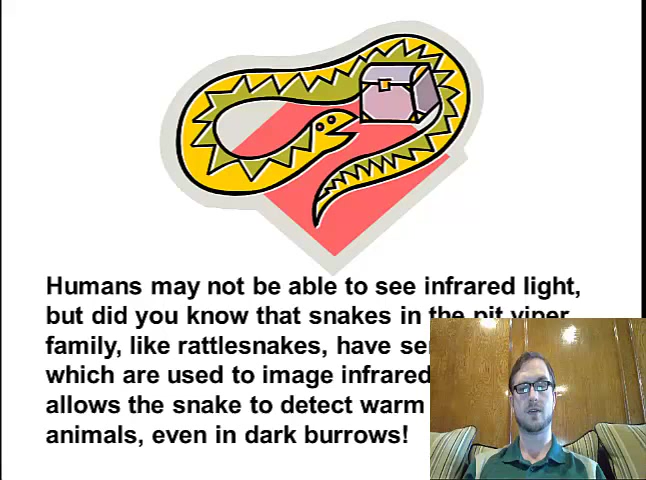 Humans may not be able to see infrared light,
but did you know that snakes in the pit viper
family, like rattlesnakes, have
which are used to image infrared
allows the snake to detect warm
animals, even in dark burrows!